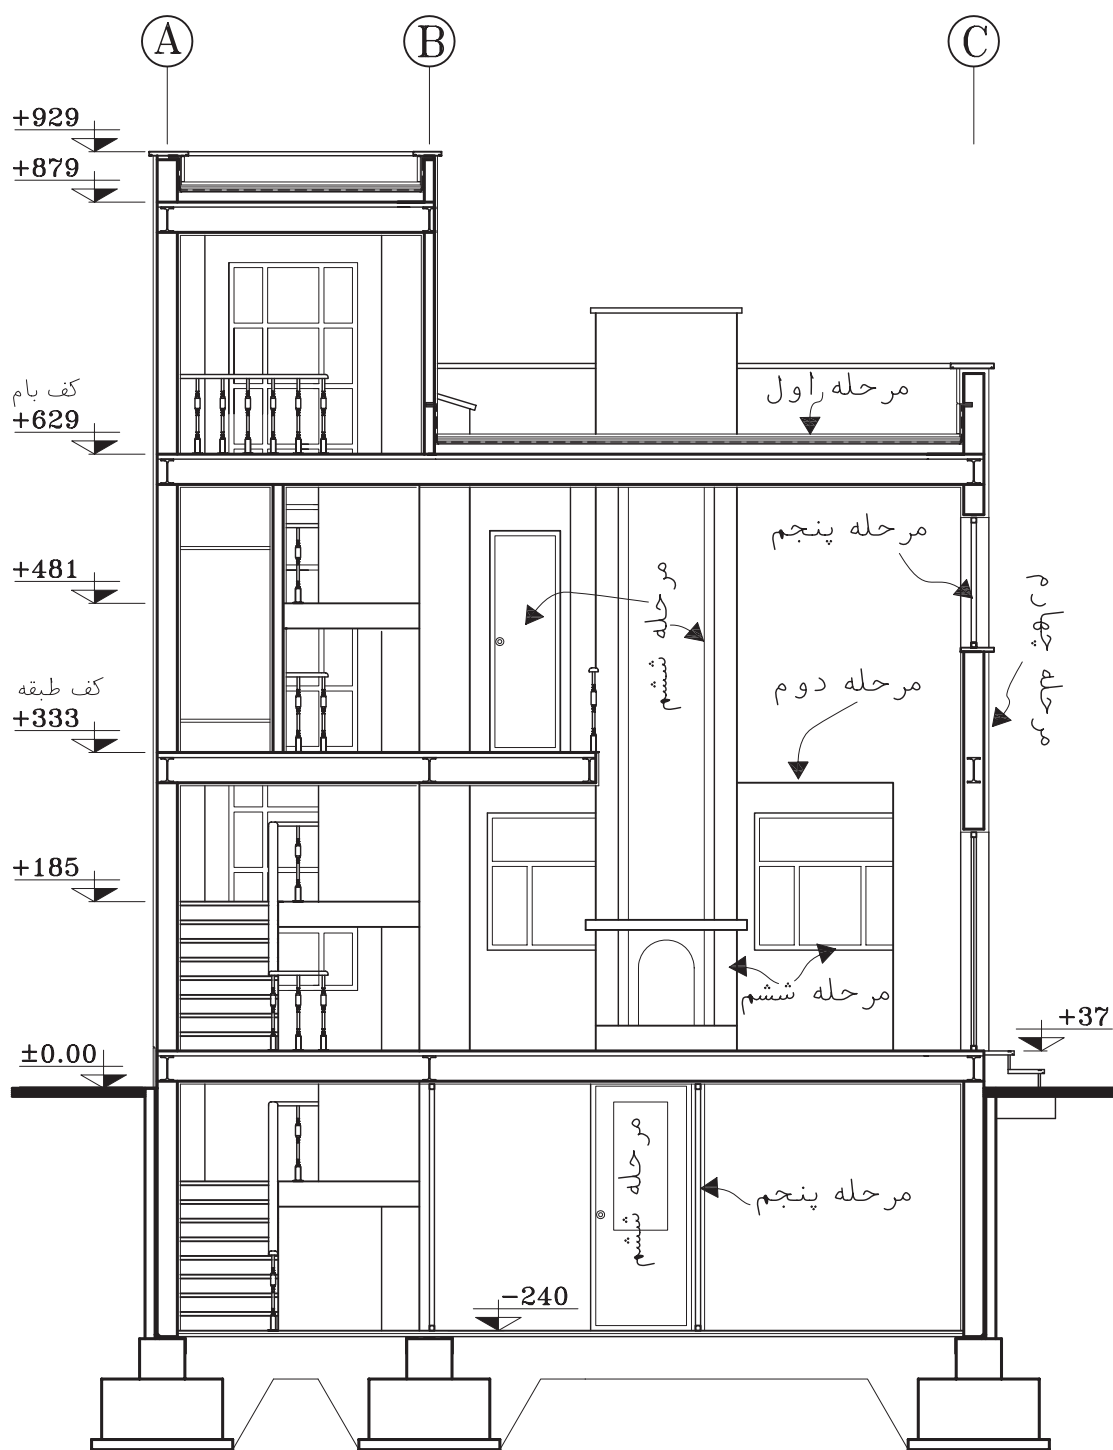 A B C
+929
+879
کف بام
+629
مرحله اول
مرحله پنجم
+481
مرحله ششم
مرحله چهارم
کف طبقه
+333
مرحله دوم
+185
مرحله ششم
+37
±0.00
مرحله ششم
مرحله پنجم
-240